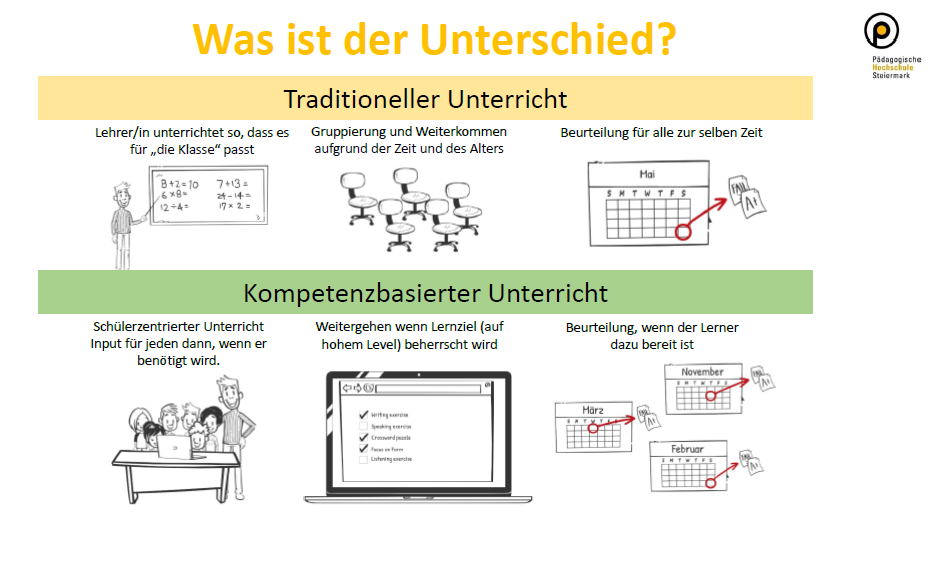 Was ist der Unterschied?
Pädagogische
Hochschule
Steiermark
Traditioneller Unterricht
Lehrer/in unterrichtet so, dass es
für „die Klasse“ passt
Gruppierung und Weiterkommen
aufgrund der Zeit und des Alters
Beurteilung für alle zur selben Zeit
8+2=10 7+13=
6×8= 24-14=
12÷4= 17×2=
Mai
S M T W T F S
FAIL
A+
Kompetenzbasierter Unterricht
Schülerzentrierter Unterricht
Input für jeden dann, wenn er
benötigt wird.
Weitergehen wenn Lernziel (auf
hohem Level) beherrscht wird
Beurteilung, wenn der Lerner
dazu bereit ist
Writing exercise
Speaking exercise
Crossword puzzle
Focus on Form
Listening exercise
November
S M T W T F S
FAIL
A+
März
S M T W T F S
FAIL
A+
Februar
S M T W T F S
FAIL
A+